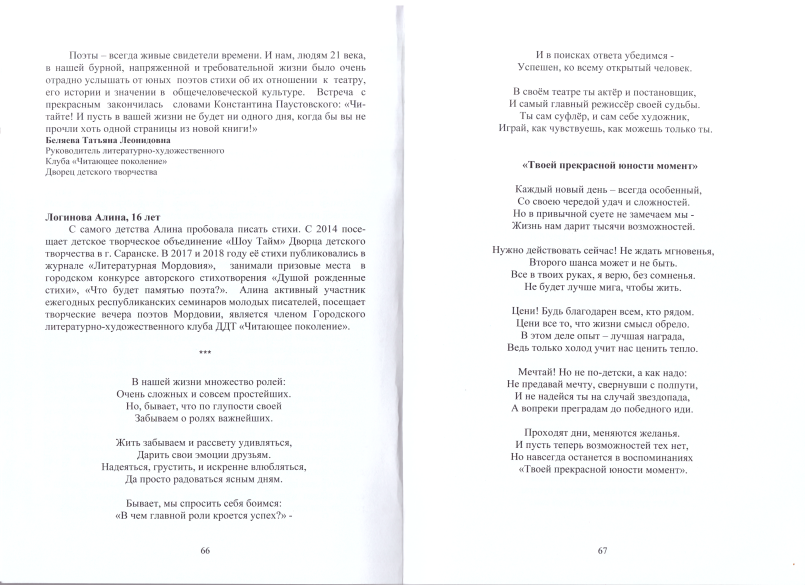 Поэты – всегда живые свидетели времени. И нам, людям 21 века,
в нашей бурной, напряженной и требовательной жизни было очень
отрадно услышать от юных поэтов стихи об их отношении к театру,
его истории и значении в общечеловеческой культуре. Встреча с
прекрасным закончилась словами Константина Паустовского: «Чи-
тайте! И пусть в вашей жизни не будет ни одного дня, когда бы вы не
прочли хоть одной страницы из новой книги!»
Беляева Татьяна Леонидовна
Руководитель литературно-художественного
Клуба «Читающее поколение»
Дворец детского творчества
Логинова Алина, 16 лет
С самого детства Алина пробовала писать стихи. С 2014 посе-
щает детское творческое объединение «Шоу Тайм» Дворца детского
творчества в г. Саранске. В 2017 и 2018 году её стихи публиковались в
журнале «Литературная Мордовия», занимали призовые места в
городском конкурсе авторского стихотворения «Душой рожденные
стихи», «Что будет памятью поэта?». Алина активный участник
ежегодных республиканских семинаров молодых писателей, посещает
творческие вечера поэтов Мордовии, является членом Городского
литературно-художественного клуба ДДТ «Читающее поколение».
***
В нашей жизни множество ролей:
Очень сложных и совсем простейших.
Но, бывает, что по глупости своей
Забываем о ролях важнейших.
Жить забываем и рассвету удивляться,
Дарить свои эмоции друзьям.
Надеяться, грустить, и искренне влюбляться,
Да просто радоваться ясным дням.
Бывает, мы спросить себя боимся:
«В чем главной роли кроется успех?» -
66
И в поисках ответа убедимся -
Успешен, ко всему открытый человек.
В своём театре ты актёр и постановщик,
И самый главный режиссёр своей судьбы.
Ты сам суфлёр, и сам себе художник,
Играй, как чувствуешь, как можешь только ты.
«Твоей прекрасной юности момент»
Каждый новый день – всегда особенный,
Со своею чередой удач и сложностей.
Но в привычной суете не замечаем мы -
Жизнь нам дарит тысячи возможностей.
Нужно действовать сейчас! Не ждать мгновенья,
Второго шанса может и не быть.
Все в твоих руках, я верю, без сомненья.
Не будет лучше мига, чтобы жить.
Цени! Будь благодарен всем, кто рядом.
Цени все то, что жизни смысл обрело.
В этом деле опыт – лучшая награда,
Ведь только холод учит нас ценить тепло.
Мечтай! Но не по-детски, а как надо:
Не предавай мечту, свернувши с полпути,
И не надейся ты на случай звездопада,
А вопреки преградам до победного иди.
Проходят дни, меняются желанья.
И пусть теперь возможностей тех нет,
Но навсегда останется в воспоминаниях
«Твоей прекрасной юности момент».
67